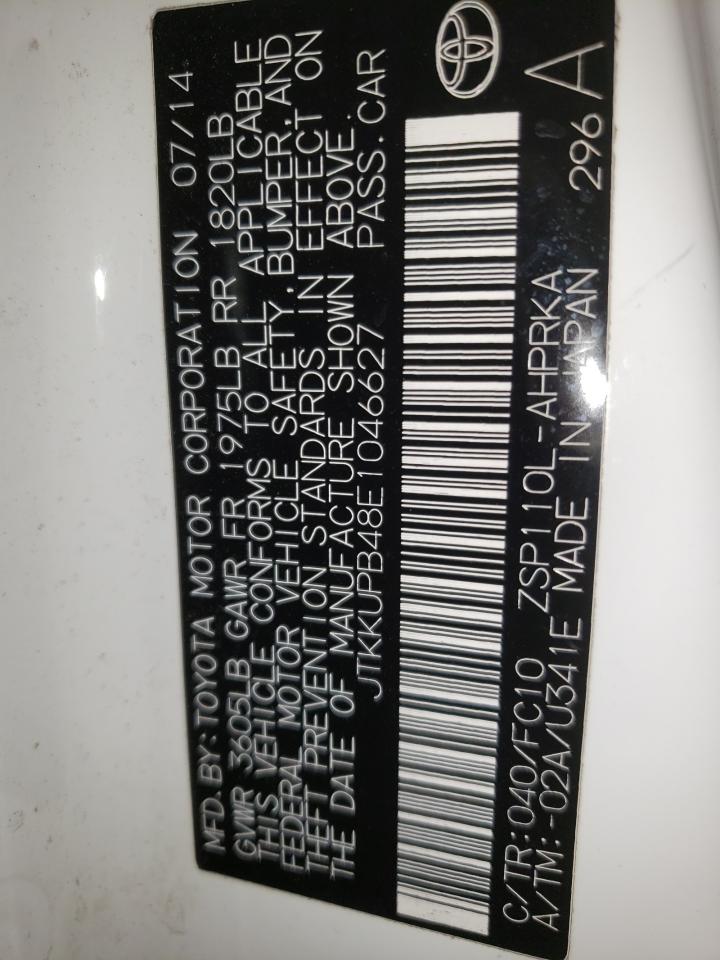 MFD.BY:TOYOTA MOTOR CORPORATION 07/14
GVWR 3605LB GAWR FR 1975LB RR 1820LB
THIS VEHICLE CONFORMS TO ALL APPLICABLE
FEDERAL MOTOR VEHICLE SAFETY,BUMPER,AND
THEFT PREVENTION STANDARDS IN EFFECT ON
THE DATE OF MANUFACTURE SHOWN ABOVE.
JTKKUPB48E1046627 PASS.CAR
C/TR:040/FC10 ZSP110L-AHPRKA
A/TM:-02A/U341E MADE IN JAPAN 296 A